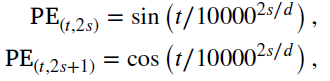 PE(t,2s) = sin (t/10000^2s/d) ,
PE(t,2s+1) = cos (t/10000^2s/d) ,